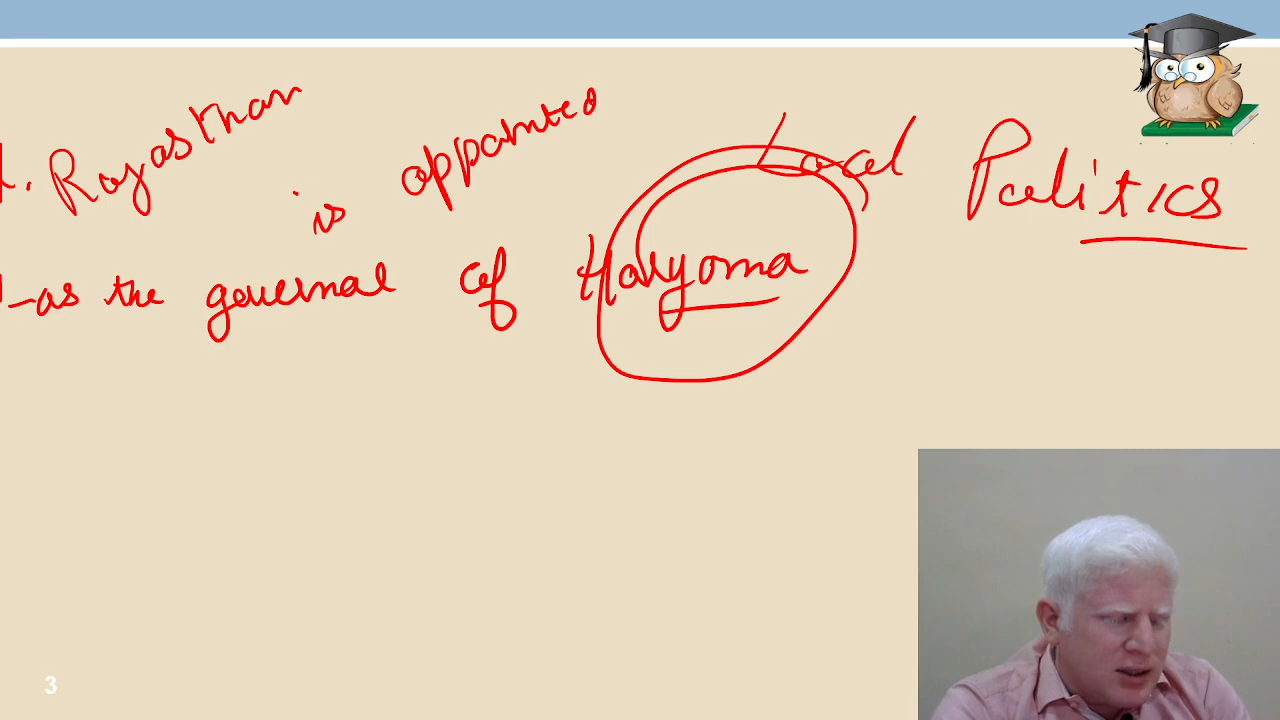 Rajasthan
is appointed
as the governor of Haryana
Local Politics
3